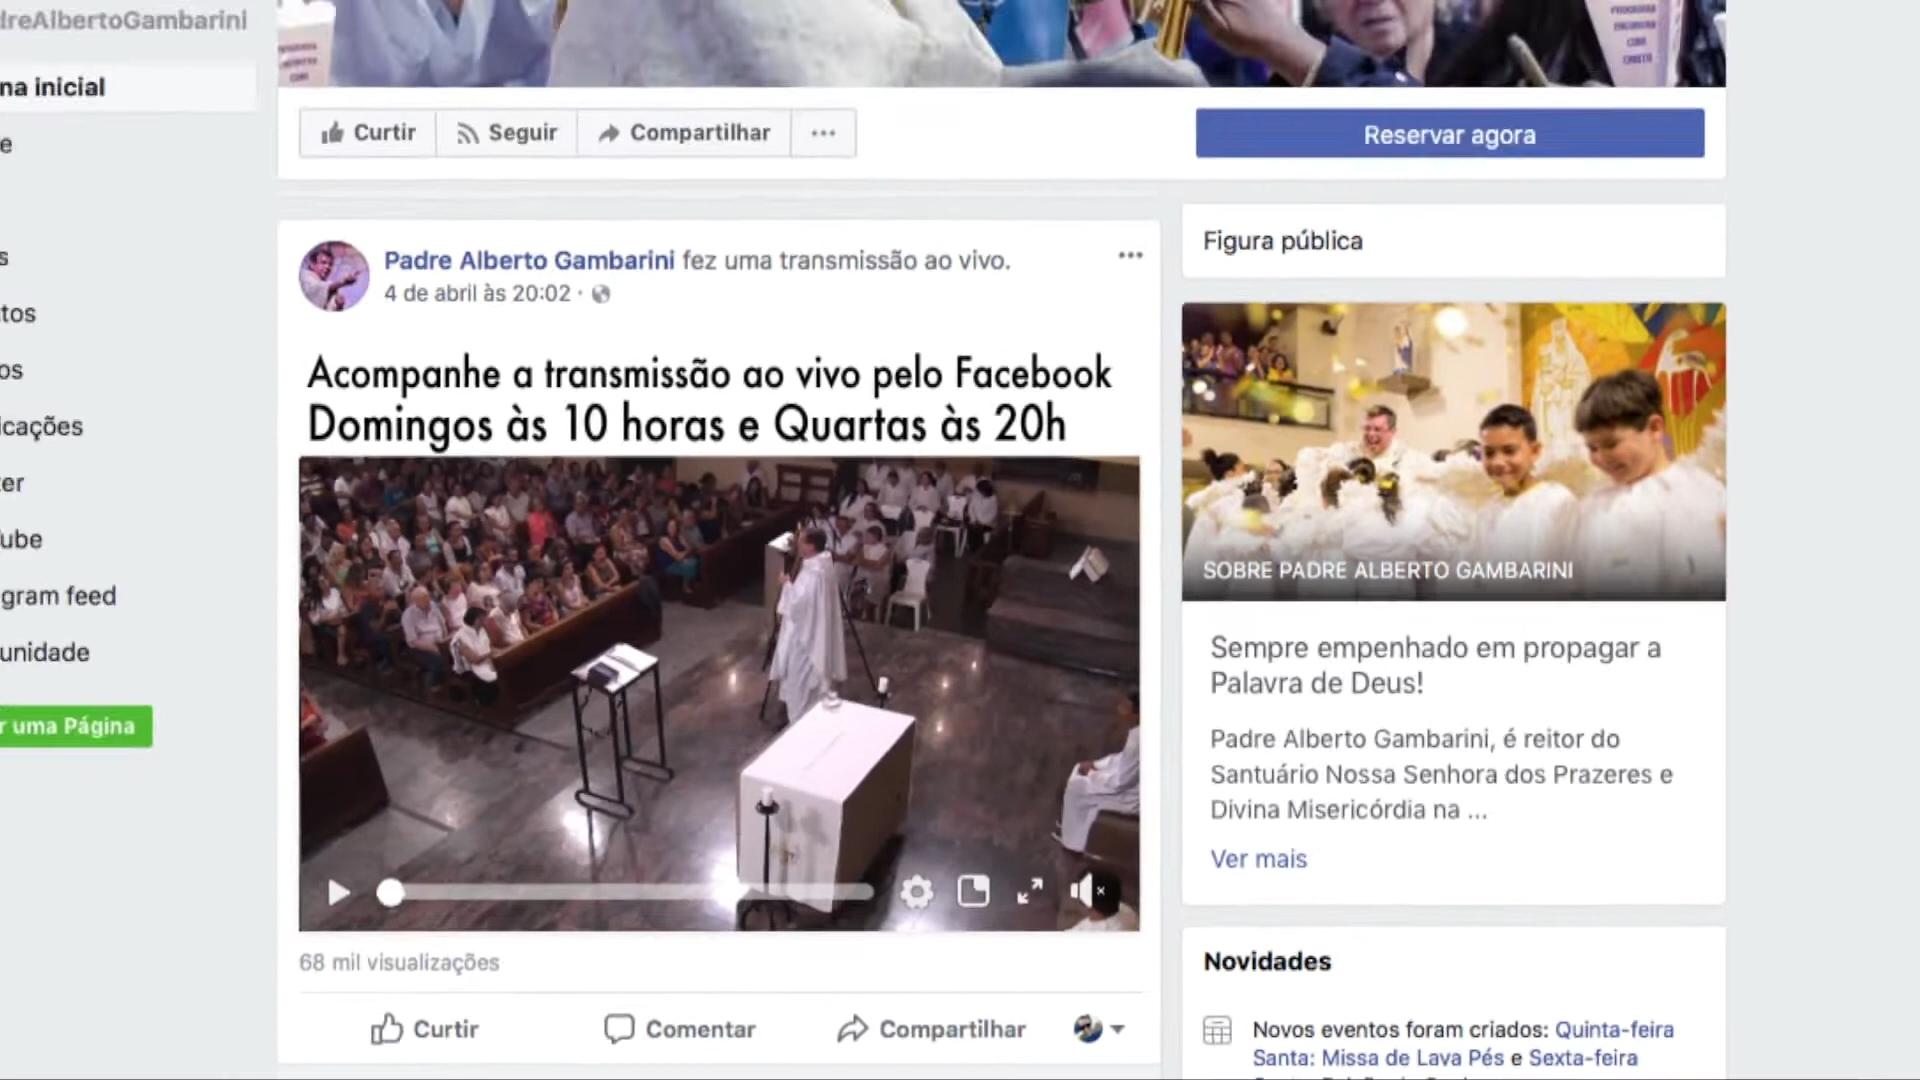 dreAlbertoGambarini
na inicial
e
s
tos
os
icações
ter
ube
gram feed
unidade
r uma Página
Curtir
Seguir
Compartilhar
Reservar agora
Padre Alberto Gambarini fez uma transmissão ao vivo.
4 de abril às 20:02
Acompanhe a transmissão ao vivo pelo Facebook
Domingos às 10 horas e Quartas às 20h
68 mil visualizações
Curtir
Comentar
Compartilhar
Figura pública
SOBRE PADRE ALBERTO GAMBARINI
Sempre empenhado em propagar a
Palavra de Deus!
Padre Alberto Gambarini, é reitor do
Santuário Nossa Senhora dos Prazeres e
Divina Misericórdia na ...
Ver mais
Novidades
Novos eventos foram criados: Quinta-feira
Santa: Missa de Lava Pés e Sexta-feira